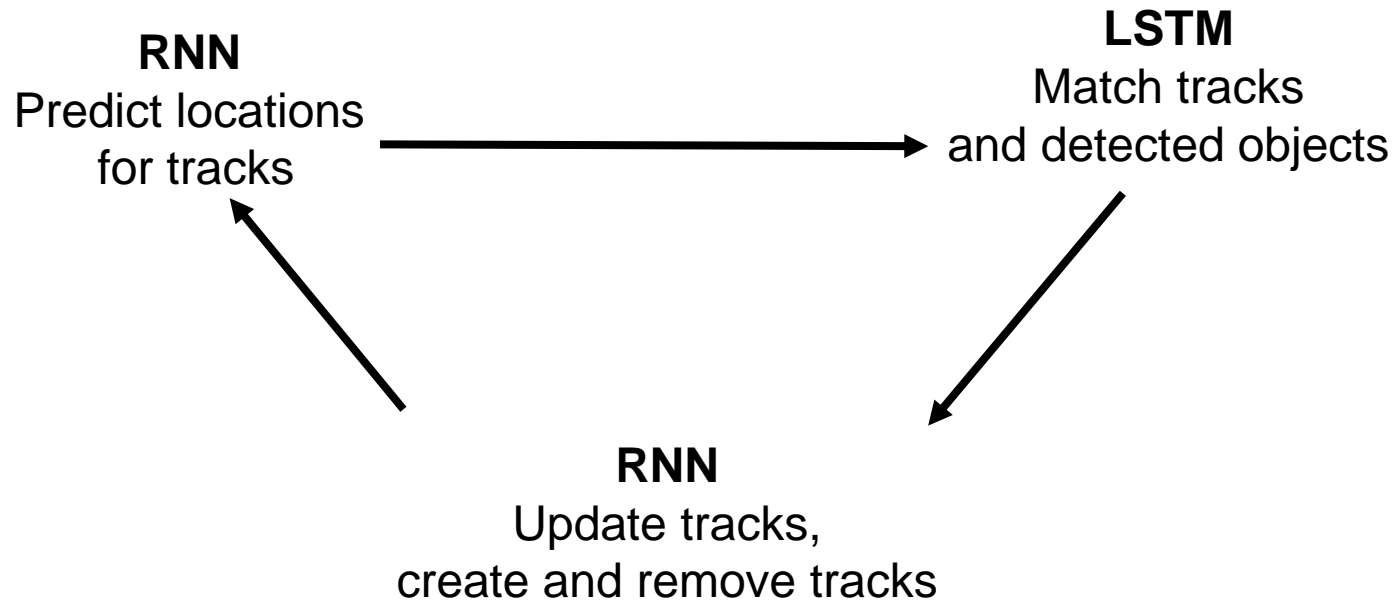 RNN
Predict locations
for tracks
LSTM
Match tracks
and detected objects
RNN
Update tracks,
create and remove tracks